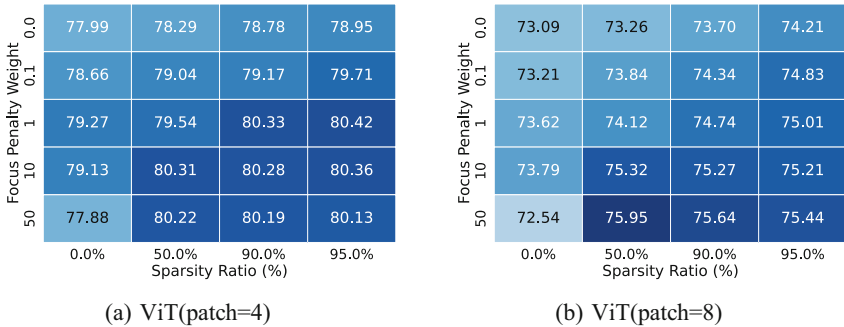 Focus Penalty Weight
0.0 77.99 78.29 78.78 78.95
0.1 78.66 79.04 79.17 79.71
1 79.27 79.54 80.33 80.42
10 79.13 80.31 80.28 80.36
50 77.88 80.22 80.19 80.13
0.0% 50.0% 90.0% 95.0%
Sparsity Ratio (%)
(a) ViT(patch=4)
Focus Penalty Weight
0.0 73.09 73.26 73.70 74.21
0.1 73.21 73.84 74.34 74.83
1 73.62 74.12 74.74 75.01
10 73.79 75.32 75.27 75.21
50 72.54 75.95 75.64 75.44
0.0% 50.0% 90.0% 95.0%
Sparsity Ratio (%)
(b) ViT(patch=8)